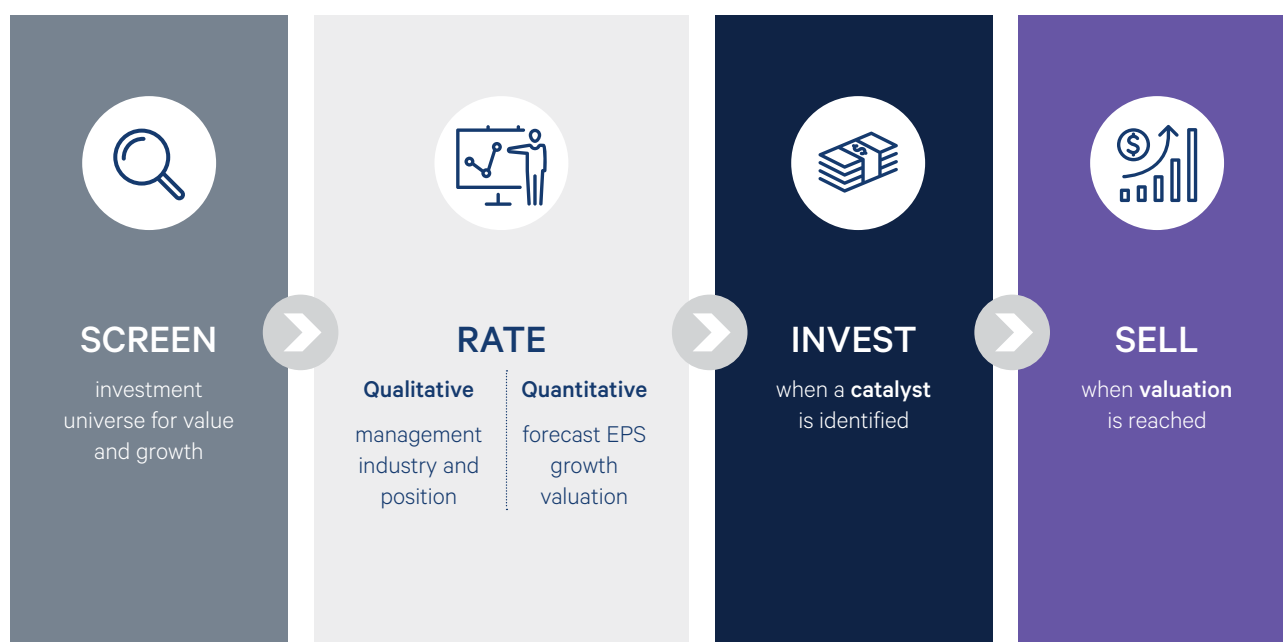 SCREEN
investment
universe for value
and growth
RATE
Qualitative
management
industry and
position
Quantitative
forecast EPS
growth
valuation
INVEST
when a catalyst
is identified
SELL
when valuation
is reached